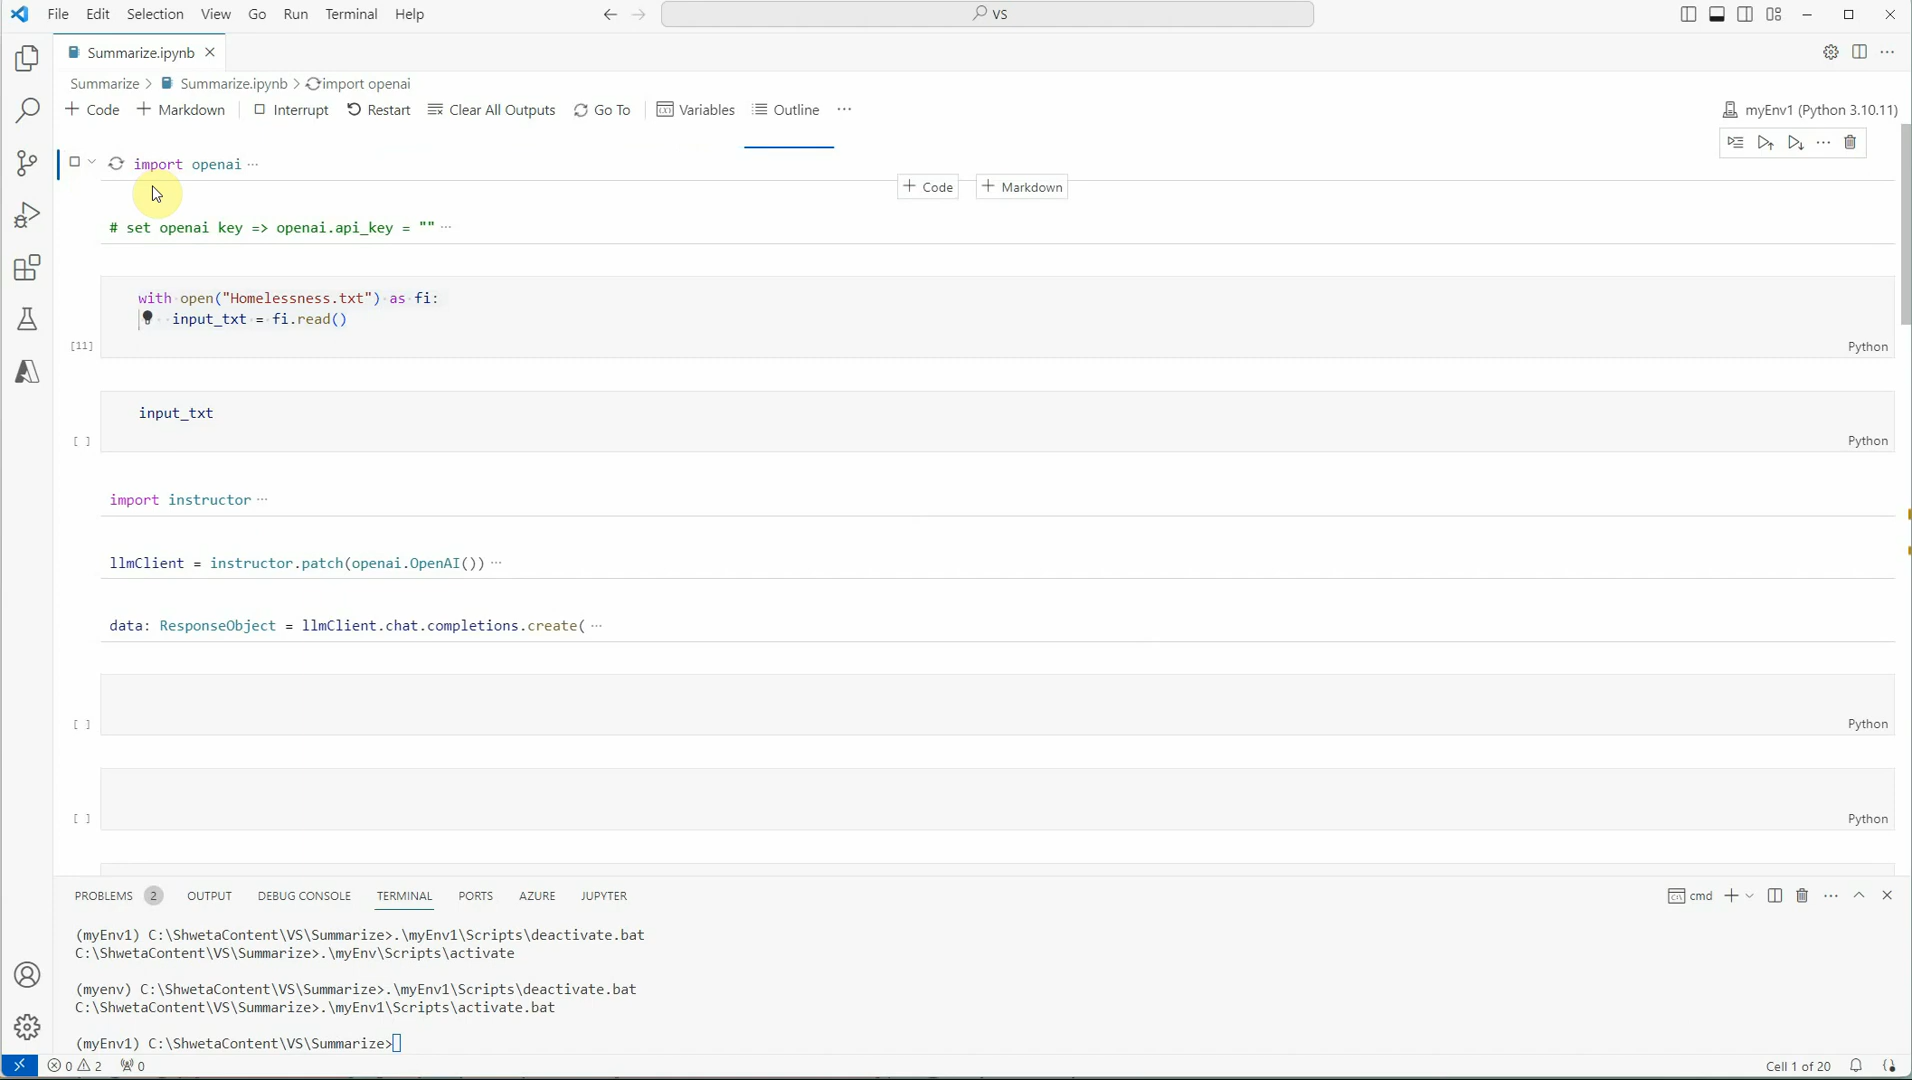 File Edit Selection View Go Run Terminal Help VS
Summarize.ipynb
Summarize > Summarize.ipynb > import openai
+ Code + Markdown Interrupt Restart Clear All Outputs Go To Variables Outline ··· myEnv1 (Python 3.10.11)
import openai ···
+ Code + Markdown
# set openai key => openai.api_key = "" ···
with open("Homelessness.txt") as fi:
input_txt = fi.read()
[11] Python
input_txt
[ ] Python
import instructor ···
llmClient = instructor.patch(openai.OpenAI()) ···
data: ResponseObject = llmClient.chat.completions.create( ···
[ ] Python
[ ] Python
PROBLEMS 2 OUTPUT DEBUG CONSOLE TERMINAL PORTS AZURE JUPYTER cmd
(myEnv1) C:\ShwetaContent\VS\Summarize>.\myEnv1\Scripts\deactivate.bat
C:\ShwetaContent\VS\Summarize>.\myEnv\Scripts\activate
(myenv) C:\ShwetaContent\VS\Summarize>.\myEnv1\Scripts\deactivate.bat
C:\ShwetaContent\VS\Summarize>.\myEnv1\Scripts\activate.bat
(myEnv1) C:\ShwetaContent\VS\Summarize>
0 2 0 Cell 1 of 20